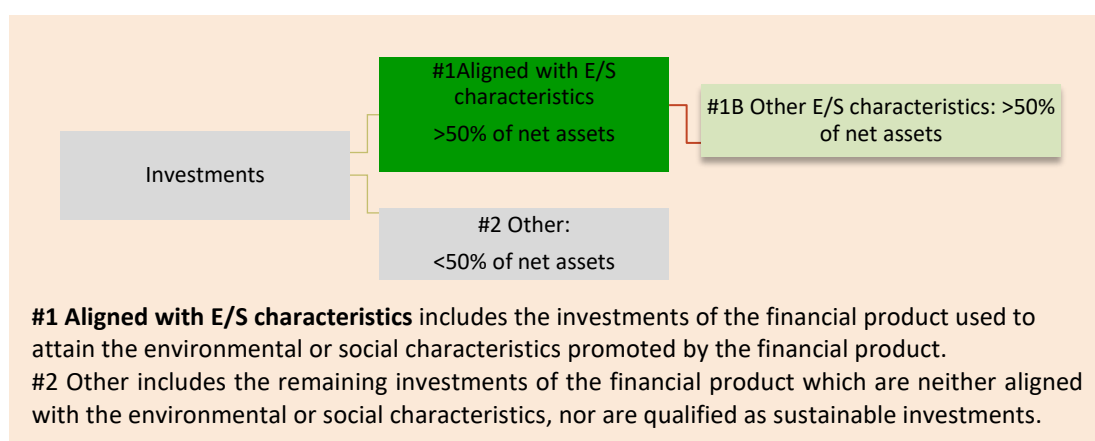 #1Aligned with E/S
characteristics
>50% of net assets
#1B Other E/S characteristics: >50%
of net assets
Investments
#2 Other:
<50% of net assets
#1 Aligned with E/S characteristics includes the investments of the financial product used to
attain the environmental or social characteristics promoted by the financial product.
#2 Other includes the remaining investments of the financial product which are neither aligned
with the environmental or social characteristics, nor are qualified as sustainable investments.